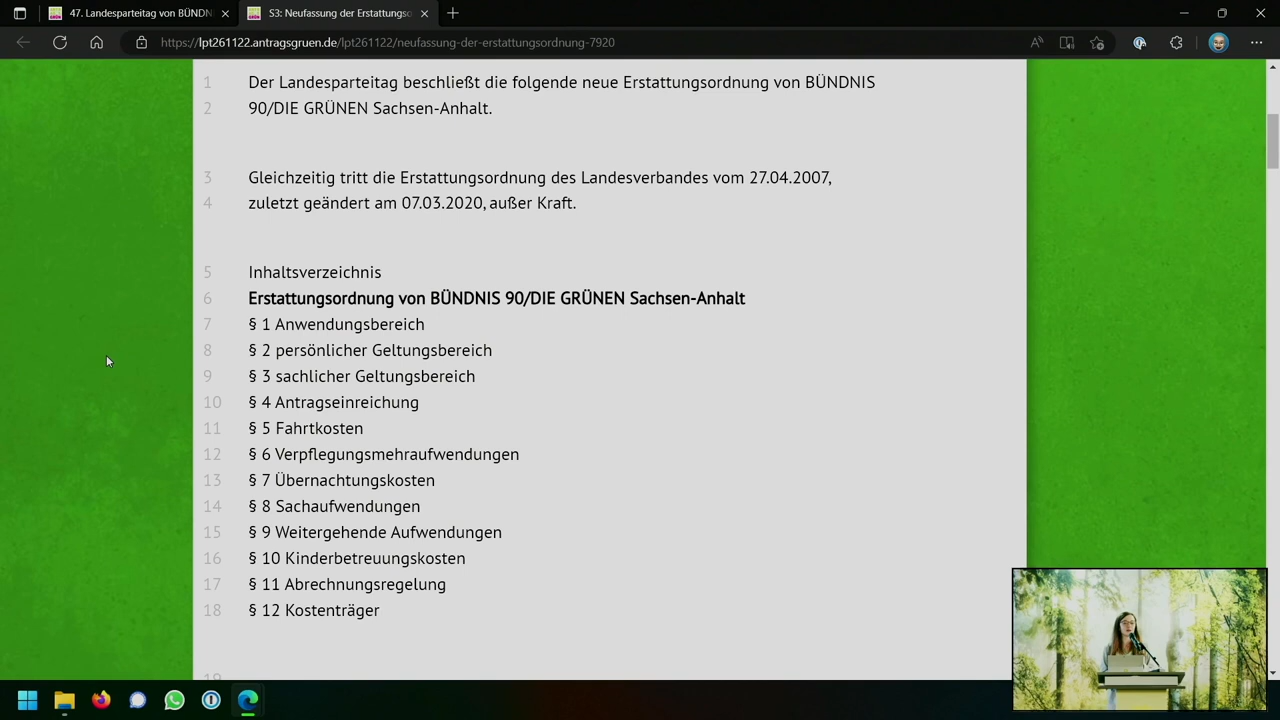 47. Landesparteitag von BÜNDN
S3: Neufassung der Erstattungso
https://lpt261122.antragsgruen.de/lpt261122/neufassung-der-erstattungsordnung-7920
1 Der Landesparteitag beschließt die folgende neue Erstattungsordnung von BÜNDNIS
2 90/DIE GRÜNEN Sachsen-Anhalt.
3 Gleichzeitig tritt die Erstattungsordnung des Landesverbandes vom 27.04.2007,
4 zuletzt geändert am 07.03.2020, außer Kraft.
5 Inhaltsverzeichnis
6 Erstattungsordnung von BÜNDNIS 90/DIE GRÜNEN Sachsen-Anhalt
7 § 1 Anwendungsbereich
8 § 2 persönlicher Geltungsbereich
9 § 3 sachlicher Geltungsbereich
10 § 4 Antragseinreichung
11 § 5 Fahrtkosten
12 § 6 Verpflegungsmehraufwendungen
13 § 7 Übernachtungskosten
14 § 8 Sachaufwendungen
15 § 9 Weitergehende Aufwendungen
16 § 10 Kinderbetreuungskosten
17 § 11 Abrechnungsregelung
18 § 12 Kostenträger
19